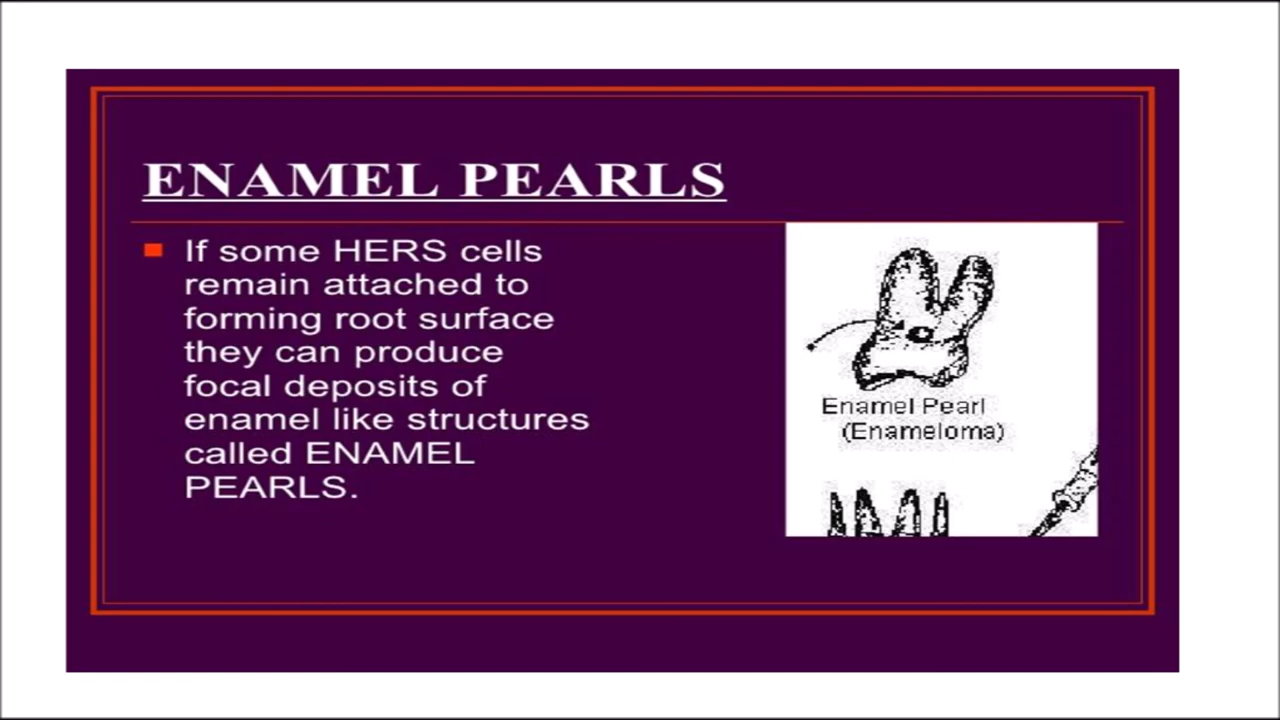 ENAMEL PEARLS
If some HERS cells
remain attached to
forming root surface
they can produce
focal deposits of
enamel like structures
called ENAMEL
PEARLS.
Enamel Pearl
(Enameloma)